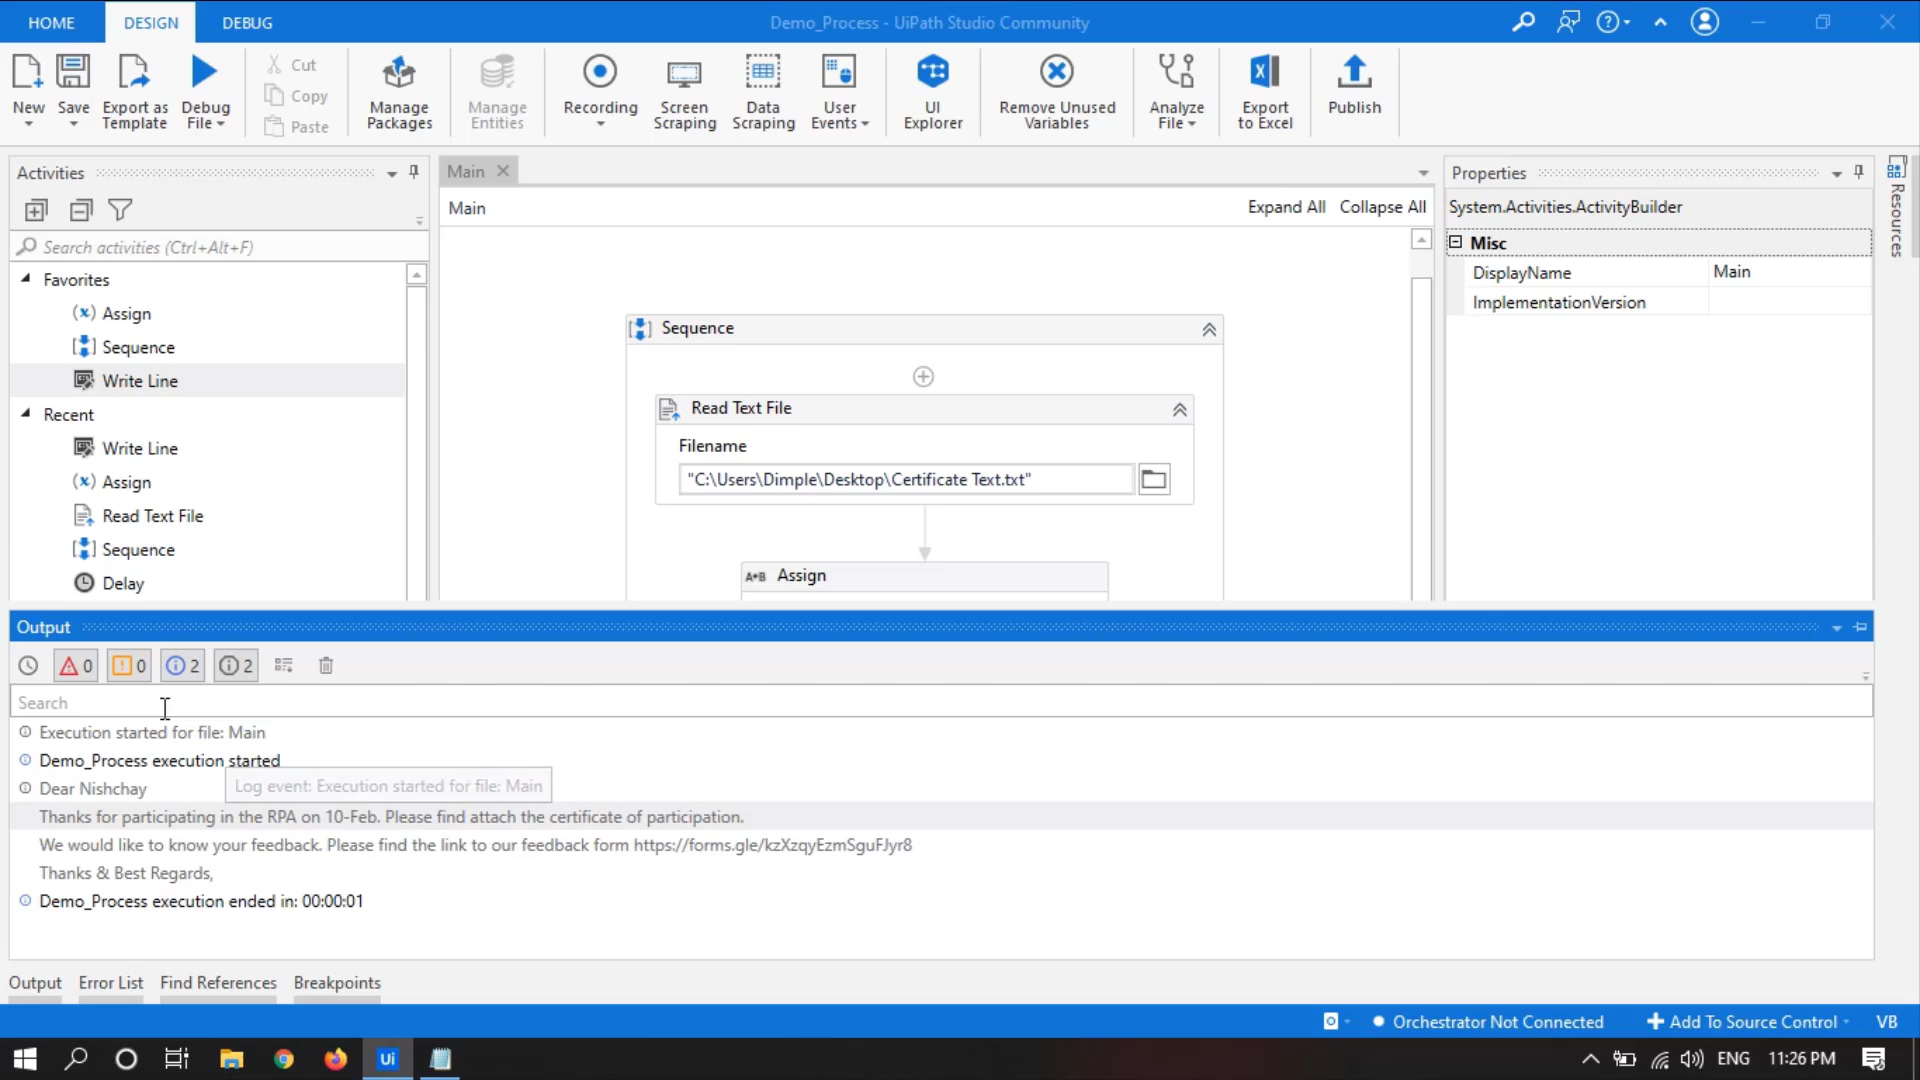 HOME
DESIGN
DEBUG
Demo_Process - UiPath Studio Community
New
Save
Export as Template
Debug File
Cut
Copy
Paste
Manage Packages
Manage Entities
Recording
Screen Scraping
Data Scraping
User Events
UI Explorer
Remove Unused Variables
Analyze File
Export to Excel
Publish
Activities
Search activities (Ctrl+Alt+F)
Favorites
Assign
Sequence
Write Line
Recent
Write Line
Assign
Read Text File
Sequence
Delay
Main
Main
Expand All
Collapse All
Sequence
Read Text File
Filename
"C:\Users\Dimple\Desktop\Certificate Text.txt"
A+B Assign
Properties
System.Activities.ActivityBuilder
Misc
DisplayName
Main
ImplementationVersion
Resources
Output
0
0
2
2
Search
Execution started for file: Main
Demo_Process execution started
Log event: Execution started for file: Main
Dear Nishchay
Thanks for participating in the RPA on 10-Feb. Please find attach the certificate of participation.
We would like to know your feedback. Please find the link to our feedback form https://forms.gle/kzXzqyEzmSguFJyr8
Thanks & Best Regards,
Demo_Process execution ended in: 00:00:01
Output
Error List
Find References
Breakpoints
Orchestrator Not Connected
Add To Source Control
VB
Ui
ENG
11:26 PM